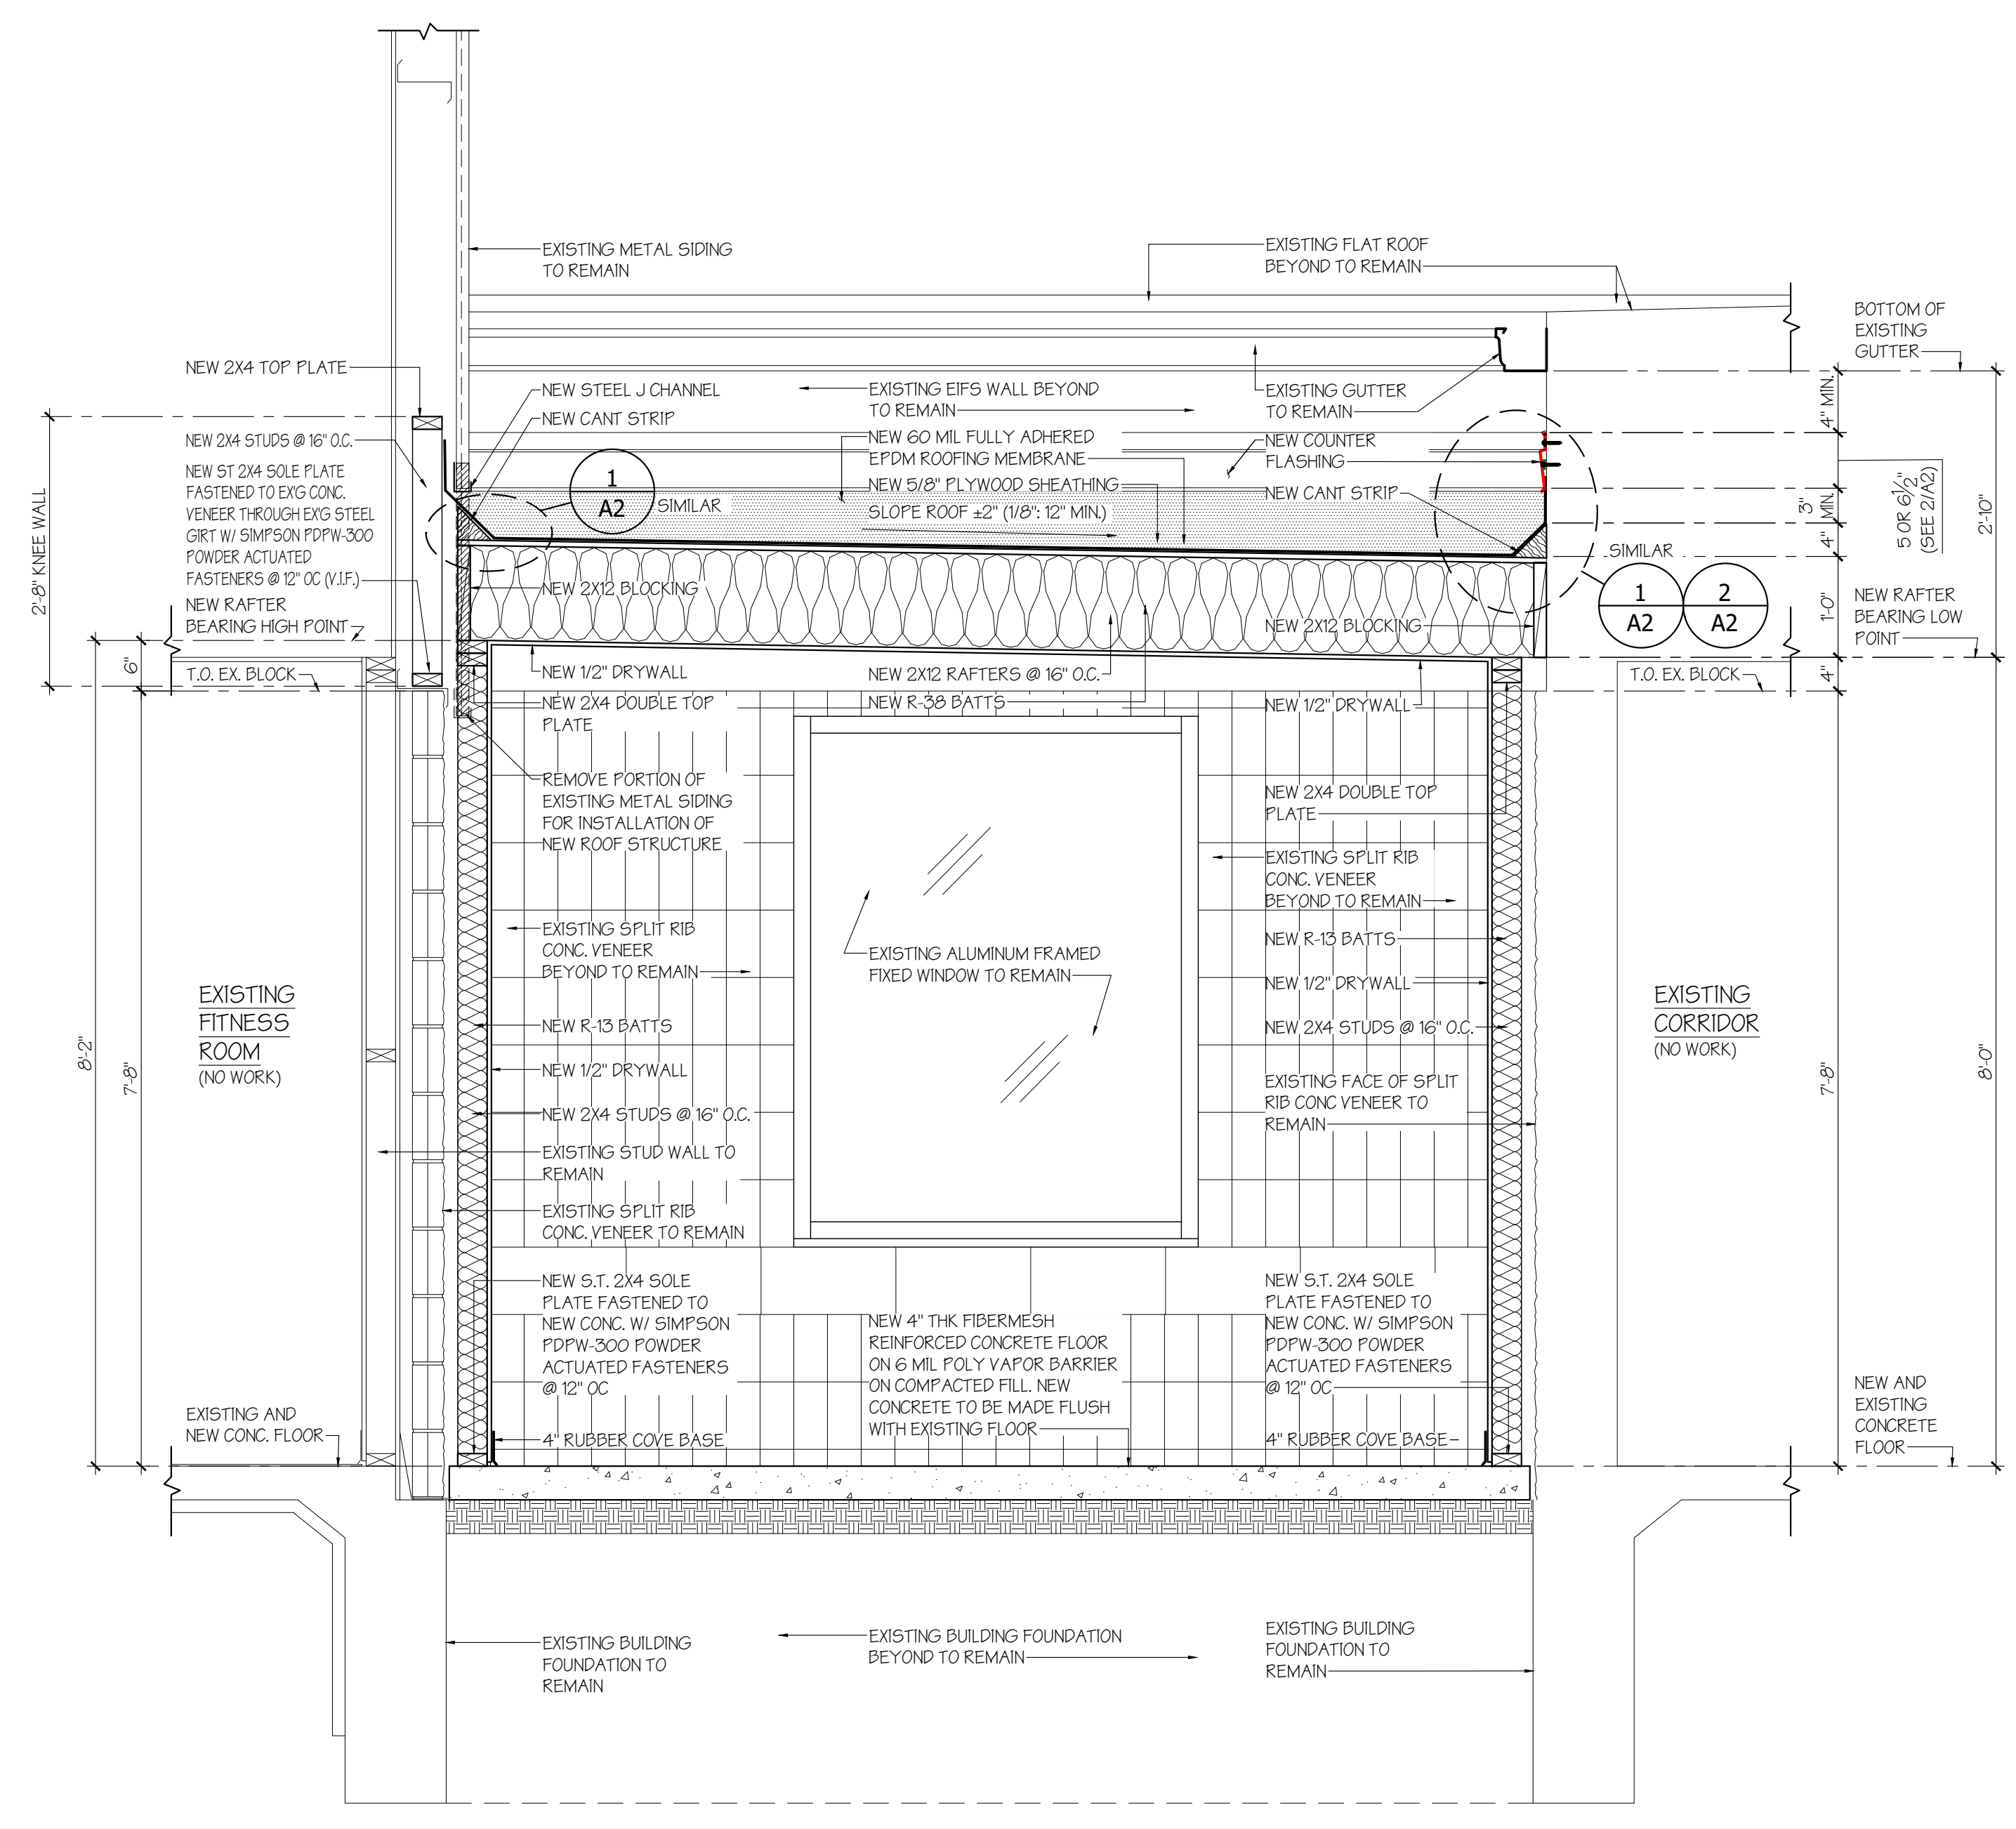 EXISTING METAL SIDING
TO REMAIN
EXISTING FLAT ROOF
BEYOND TO REMAIN
BOTTOM OF
EXISTING
GUTTER
NEW 2X4 TOP PLATE
NEW STEEL J CHANNEL
NEW CANT STRIP
EXISTING EIFS WALL BEYOND
TO REMAIN
EXISTING GUTTER
TO REMAIN
4" MIN.
NEW 2X4 STUDS @ 16" O.C.
NEW ST 2X4 SOLE PLATE
FASTENED TO EX'G CONC.
VENEER THROUGH EX'G STEEL
GIRT W/ SIMPSON PDPW-300
POWDER ACTUATED
FASTENERS @ 12" OC (V.I.F.)
NEW RAFTER
BEARING HIGH POINT
T.O. EX. BLOCK
2'-8" KNEE WALL
6"
1
A2
SIMILAR
NEW 60 MIL FULLY ADHERED
EPDM ROOFING MEMBRANE
NEW 5/8" PLYWOOD SHEATHING
SLOPE ROOF ±2" (1/8": 12" MIN.)
NEW COUNTER
FLASHING
NEW CANT STRIP
3"
MIN.
4"
5 OR 6 1/2"
(SEE 2/A2)
2'-10"
SIMILAR
1
A2
2
A2
1'-0"
NEW RAFTER
BEARING LOW
POINT
4"
T.O. EX. BLOCK
NEW 2X12 BLOCKING
NEW 2X12 BLOCKING
NEW 1/2" DRYWALL
NEW 2X4 DOUBLE TOP
PLATE
NEW 2X12 RAFTERS @ 16" O.C.
NEW R-38 BATTS
NEW 1/2" DRYWALL
REMOVE PORTION OF
EXISTING METAL SIDING
FOR INSTALLATION OF
NEW ROOF STRUCTURE
NEW 2X4 DOUBLE TOP
PLATE
EXISTING SPLIT RIB
CONC. VENEER
BEYOND TO REMAIN
EXISTING SPLIT RIB
CONC. VENEER
BEYOND TO REMAIN
EXISTING ALUMINUM FRAMED
FIXED WINDOW TO REMAIN
NEW R-13 BATTS
NEW 1/2" DRYWALL
NEW 2X4 STUDS @ 16" O.C.
EXISTING
FITNESS
ROOM
(NO WORK)
8'-2"
7'-8"
EXISTING
CORRIDOR
(NO WORK)
7'-8"
8'-0"
NEW R-13 BATTS
NEW 1/2" DRYWALL
NEW 2X4 STUDS @ 16" O.C.
EXISTING STUD WALL TO
REMAIN
EXISTING SPLIT RIB
CONC. VENEER TO REMAIN
EXISTING FACE OF SPLIT
RIB CONC VENEER TO
REMAIN
NEW S.T. 2X4 SOLE
PLATE FASTENED TO
NEW CONC. W/ SIMPSON
PDPW-300 POWDER
ACTUATED FASTENERS
@ 12" OC
NEW 4" THK FIBERMESH
REINFORCED CONCRETE FLOOR
ON 6 MIL POLY VAPOR BARRIER
ON COMPACTED FILL. NEW
CONCRETE TO BE MADE FLUSH
WITH EXISTING FLOOR
NEW S.T. 2X4 SOLE
PLATE FASTENED TO
NEW CONC. W/ SIMPSON
PDPW-300 POWDER
ACTUATED FASTENERS
@ 12" OC
EXISTING AND
NEW CONC. FLOOR
4" RUBBER COVE BASE
4" RUBBER COVE BASE
NEW AND
EXISTING
CONCRETE
FLOOR
EXISTING BUILDING
FOUNDATION TO
REMAIN
EXISTING BUILDING FOUNDATION
BEYOND TO REMAIN
EXISTING BUILDING
FOUNDATION TO
REMAIN